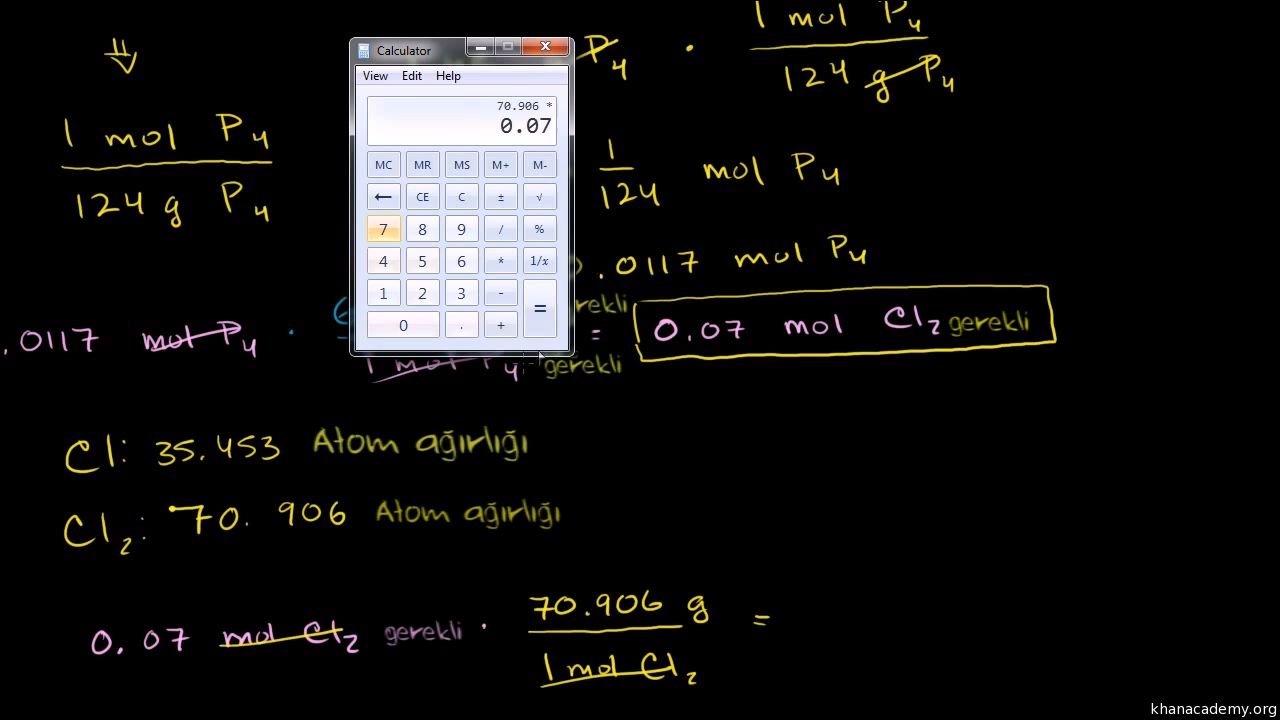 1 mol P4
P4 ·
124 g P4
Calculator
View Edit Help
70.906 *
0.07
MC MR MS M+ M-
← CE C ± √
7 8 9 / %
4 5 6 * 1/x
1 2 3 - =
0 . +
1 mol P4
124 g P4
1
124
mol P4
.0117 mol P4
.0117 mol P4 ·
1 mol P4 gerekli
=
0.07 mol Cl2 gerekli
Cl: 35.453 Atom ağırlığı
Cl2: 70.906 Atom ağırlığı
0.07 mol Cl2 gerekli ·
70.906 g
1 mol Cl2
=
khanacademy.org